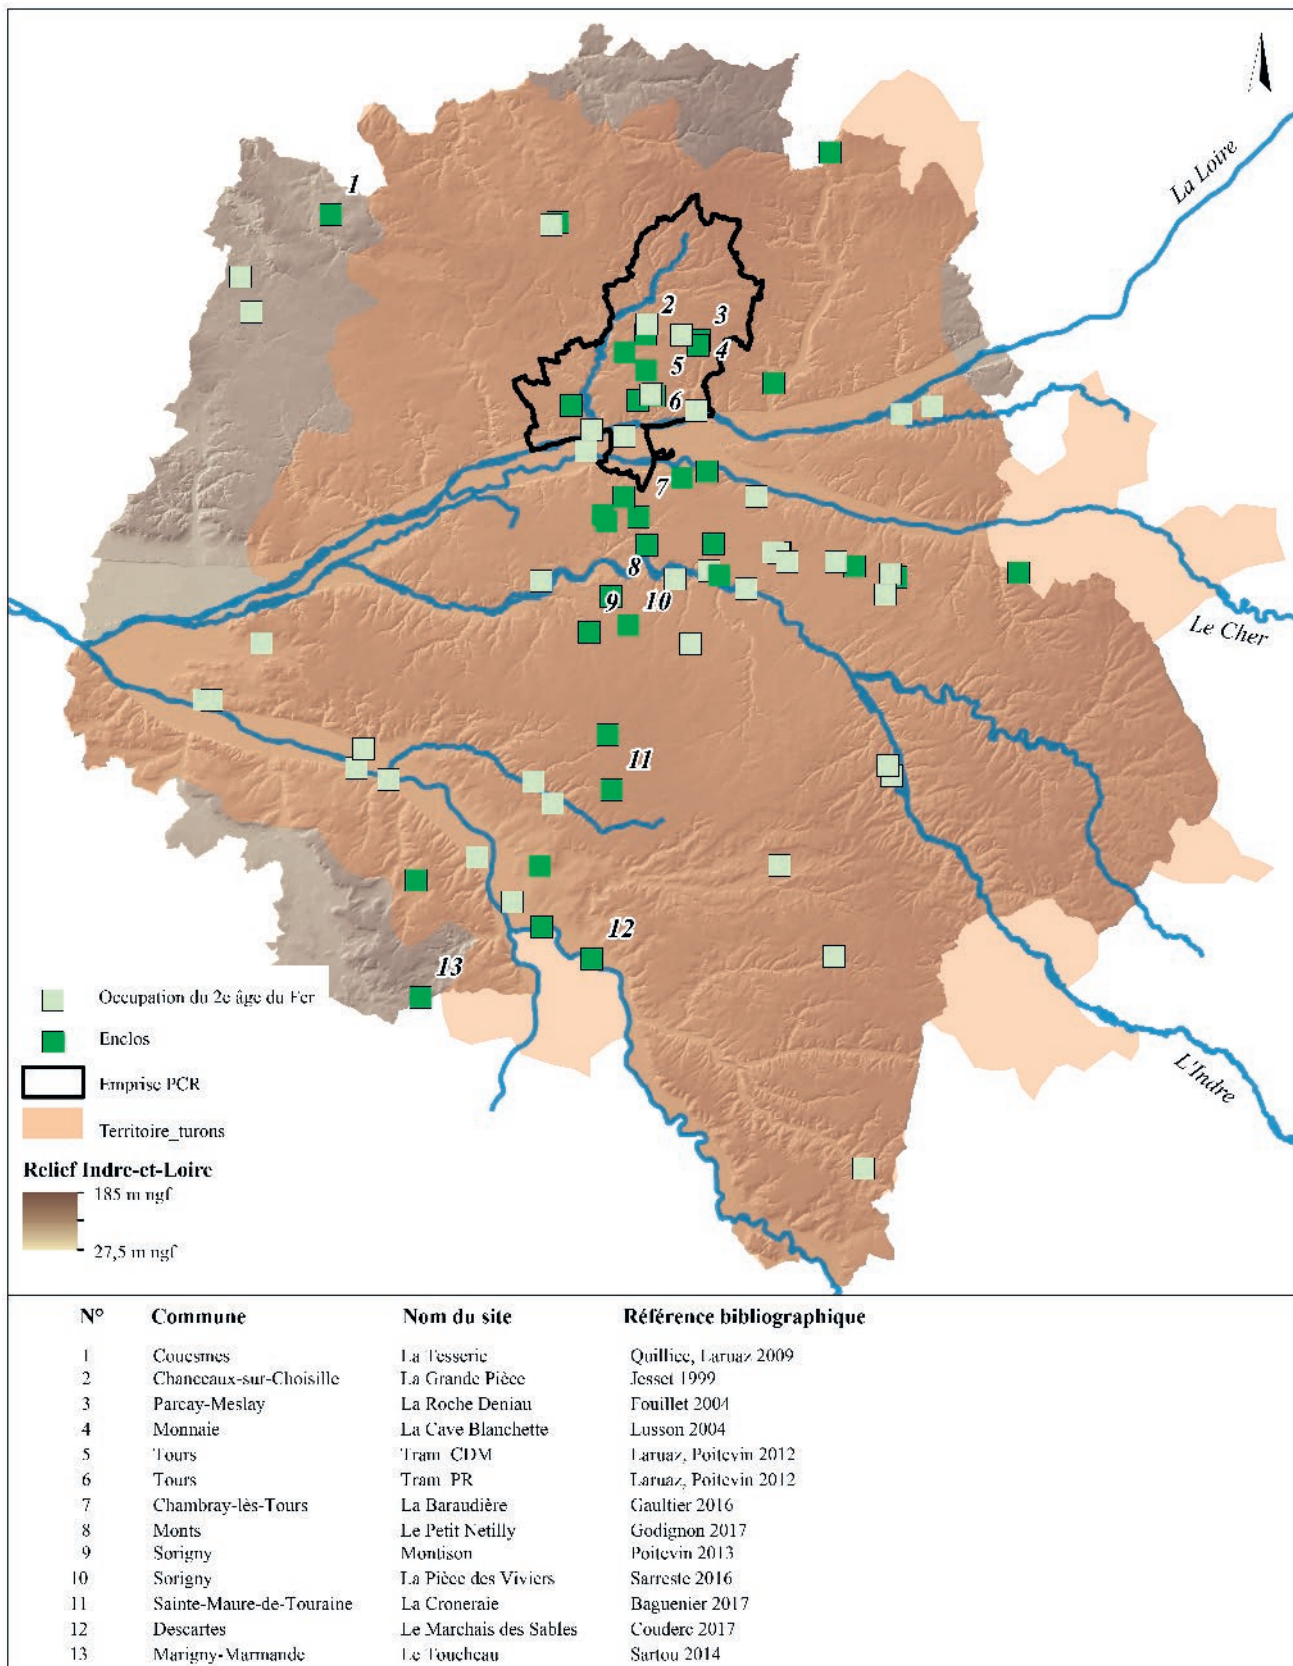 1
La Loire
2
3
4
5
6
7
8
9
10
Le Cher
11
12
13
L'Indre
Occupation du 2e âge du Fer
Enclos
Emprise PCR
Territoire_turons
Relief Indre-et-Loire
185 m ngf
27,5 m ngf
N° Commune Nom du site Référence bibliographique
1 Couesmes La Tesserie Quilliec, Laruaz 2009
2 Chanceaux-sur-Choisille La Grande Pièce Jesset 1999
3 Parcay-Meslay La Roche Deniau Fouillet 2004
4 Monnaie La Cave Blanchette Lusson 2004
5 Tours Tram_CDM Laruaz, Poitevin 2012
6 Tours Tram_PR Laruaz, Poitevin 2012
7 Chambray-lès-Tours La Baraudière Gaultier 2016
8 Monts Le Petit Netilly Godignon 2017
9 Sorigny Montison Poitevin 2013
10 Sorigny La Pièce des Viviers Sarreste 2016
11 Sainte-Maure-de-Touraine La Croneraie Baguenier 2017
12 Descartes Le Marchais des Sables Couderc 2017
13 Marigny-Marmande Le Toucheau Sartou 2014